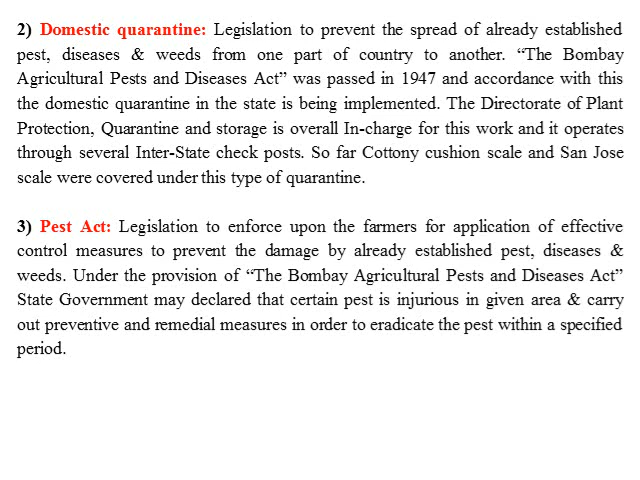 2) Domestic quarantine: Legislation to prevent the spread of already established
pest, diseases & weeds from one part of country to another. “The Bombay
Agricultural Pests and Diseases Act” was passed in 1947 and accordance with this
the domestic quarantine in the state is being implemented. The Directorate of Plant
Protection, Quarantine and storage is overall In-charge for this work and it operates
through several Inter-State check posts. So far Cottony cushion scale and San Jose
scale were covered under this type of quarantine.
3) Pest Act: Legislation to enforce upon the farmers for application of effective
control measures to prevent the damage by already established pest, diseases &
weeds. Under the provision of “The Bombay Agricultural Pests and Diseases Act”
State Government may declared that certain pest is injurious in given area & carry
out preventive and remedial measures in order to eradicate the pest within a specified
period.